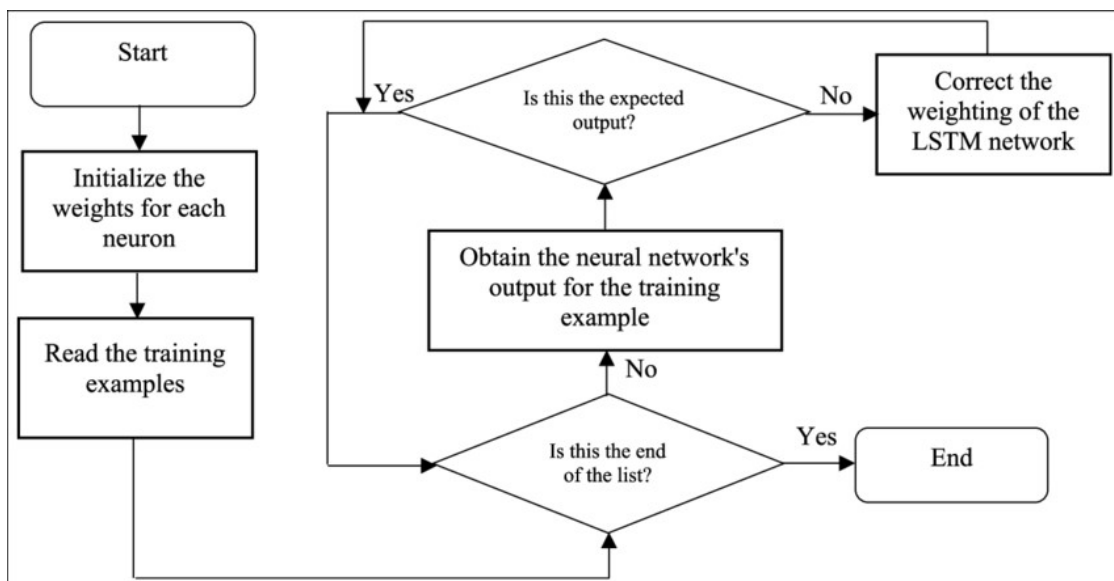 Start
Initialize the
weights for each
neuron
Read the training
examples
Is this the end
of the list?
Yes
End
No
Obtain the neural network's
output for the training
example
Is this the expected
output?
Yes
No
Correct the
weighting of the
LSTM network